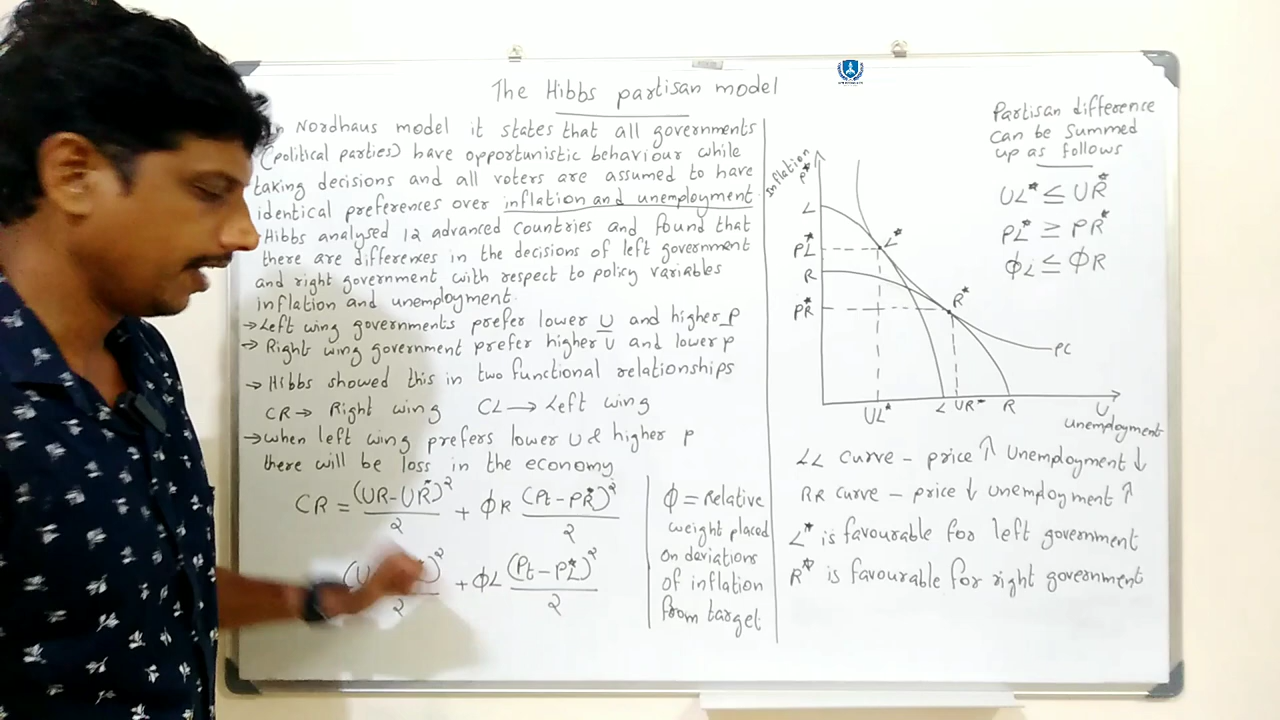 The Hibbs partisan model
Nordhaus model it states that all governments
(political parties) have opportunistic behaviour while
taking decisions and all voters are assumed to have
identical preferences over inflation and unemployment.
Hibbs analysed 12 advanced countries and found that
there are differences in the decisions of left government
and right government with respect to policy variables
inflation and unemployment.
→ Left wing governments prefer lower U and higher p
→ Right wing government prefer higher U and lower p
→ Hibbs showed this in two functional relationships
CR → Right wing CL → Left wing
→ when left wing prefers lower U & higher p
there will be loss in the economy
CR = (UR-UR*)²/2 + ΦR (Pt-PR*)²/2
+ ΦL (Pt-PL*)²/2
Φ = Relative
weight placed
on deviations
of inflation
from target
Inflation
P*
L
PL*
R
PR*
L*
R*
PC
UL* L UR* R U
unemployment
Partisan difference
can be summed
up as follows
UL* ≤ UR*
PL* ≥ PR*
ΦL ≤ ΦR
LL curve - price ↑ Unemployment ↓
RR curve - price ↓ unemployment ↑
L* is favourable for left government
R* is favourable for right government